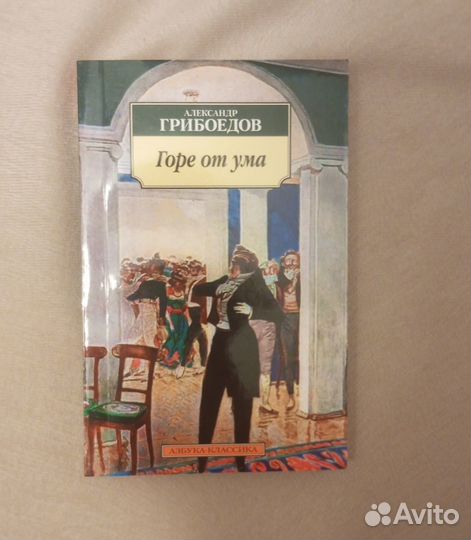 АЛЕКСАНДР
ГРИБОЕДОВ
Горе от ума
АЗБУКА-КЛАССИКА
Avito